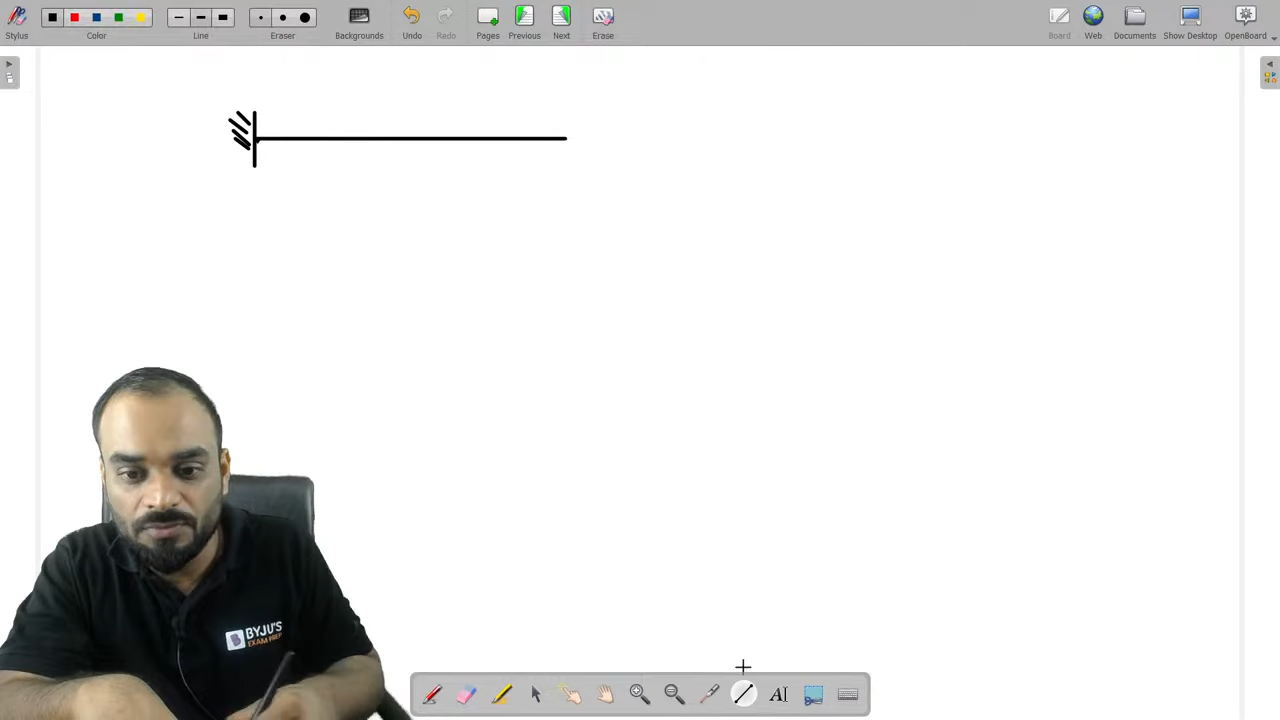 Stylus
Color
Line
Eraser
Backgrounds
Undo
Redo
Pages
Previous
Next
Erase
Board
Web
Documents
Show Desktop
OpenBoard
BYJU'S
EXAM PREP
AI